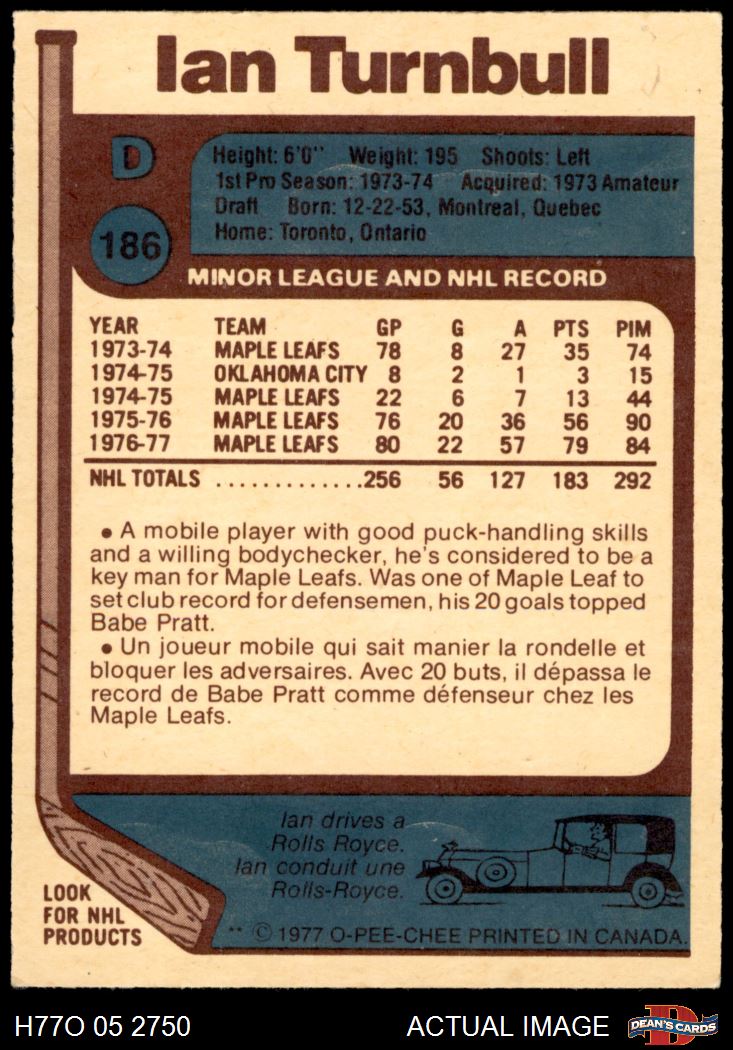 Ian Turnbull
D
186
Height: 6'0" Weight: 195 Shoots: Left
1st Pro Season: 1973-74 Acquired: 1973 Amateur
Draft Born: 12-22-53, Montreal, Quebec
Home: Toronto, Ontario
MINOR LEAGUE AND NHL RECORD
YEAR TEAM GP G A PTS PIM
1973-74 MAPLE LEAFS 78 8 27 35 74
1974-75 OKLAHOMA CITY 8 2 1 3 15
1974-75 MAPLE LEAFS 22 6 7 13 44
1975-76 MAPLE LEAFS 76 20 36 56 90
1976-77 MAPLE LEAFS 80 22 57 79 84
NHL TOTALS .............256 56 127 183 292
• A mobile player with good puck-handling skills
and a willing bodychecker, he's considered to be a
key man for Maple Leafs. Was one of Maple Leaf to
set club record for defensemen, his 20 goals topped
Babe Pratt.
• Un joueur mobile qui sait manier la rondelle et
bloquer les adversaires. Avec 20 buts, il dépassa le
record de Babe Pratt comme défenseur chez les
Maple Leafs.
Ian drives a
Rolls Royce.
Ian conduit une
Rolls-Royce.
LOOK
FOR NHL
PRODUCTS
** © 1977 O-PEE-CHEE PRINTED IN CANADA.
H77O 05 2750 ACTUAL IMAGE D DEAN'S CARDS